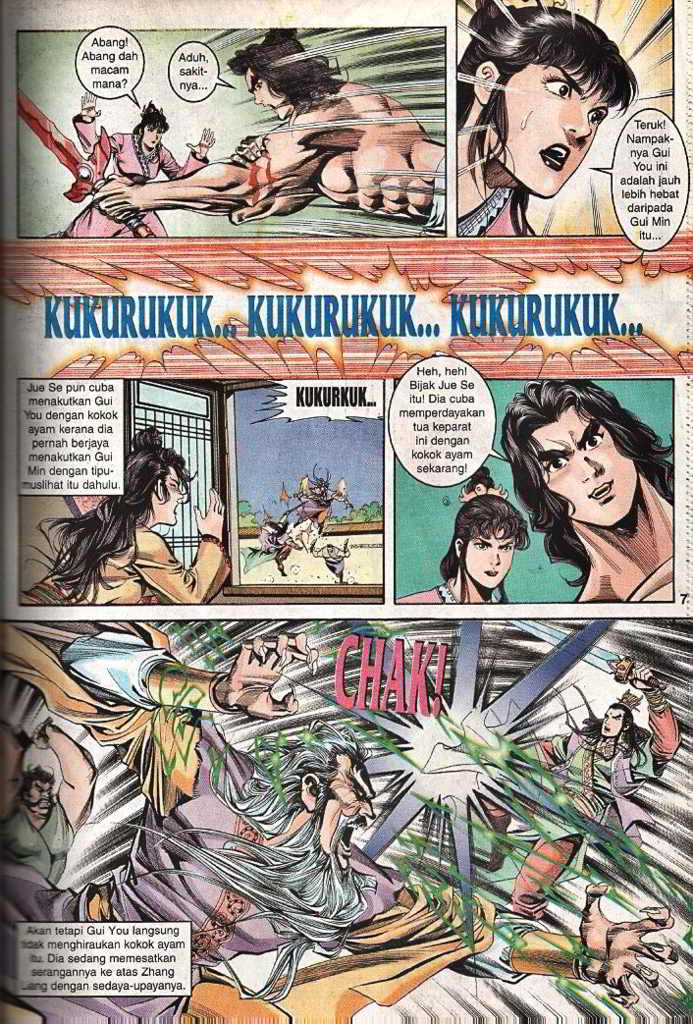 Abang!
Abang dah
macam
mana?
Aduh,
sakit-
nya...
Teruk!
Nampak-
nya Gui
You ini
adalah jauh
lebih hebat
daripada
Gui Min
itu...
KUKURUKUK... KUKURUKUK... KUKURUKUK...
Jue Se pun cuba
menakutkan Gui
You dengan kokok
ayam kerana dia
pernah berjaya
menakutkan Gui
Min dengan tipu-
muslihat itu dahulu.
KUKURKUK...
Heh, heh!
Bijak Jue Se
itu! Dia cuba
memperdayakan
tua keparat
ini dengan
kokok ayam
sekarang!
7
CHAK!
Akan tetapi Gui You langsung
tidak menghiraukan kokok ayam
itu. Dia sedang memesatkan
serangannya ke atas Zhang
Liang dengan sedaya-upayanya.